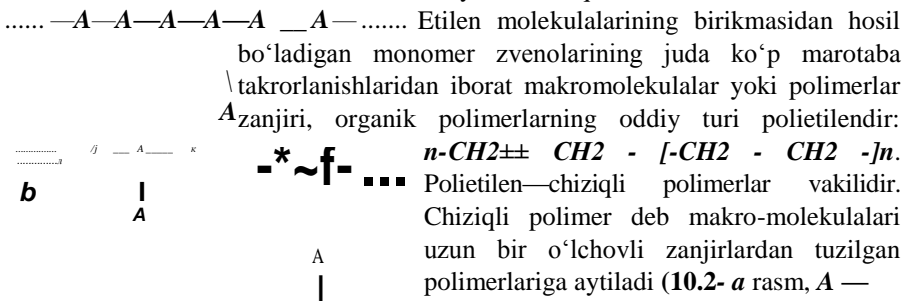 ...... —A—A—A—A—A __A— ....... Etilen molekulalarining birikmasidan hosil
bo‘ladigan monomer zvenolarining juda ko‘p marotaba
\ takrorlanishlaridan iborat makromolekulalar yoki polimerlar
A zanjiri, organik polimerlarning oddiy turi polietilendir:
n-CH2±± CH2 - [-CH2 - CH2 -]n.
Polietilen—chiziqli polimerlar vakilidir.
Chiziqli polimer deb makro-molekulalari
uzun bir o‘lchovli zanjirlardan tuzilgan
polimerlariga aytiladi (10.2- a rasm, A —
................ /j ___ A_____ к
..............л
-*~f- ...
b
I
A
A
I